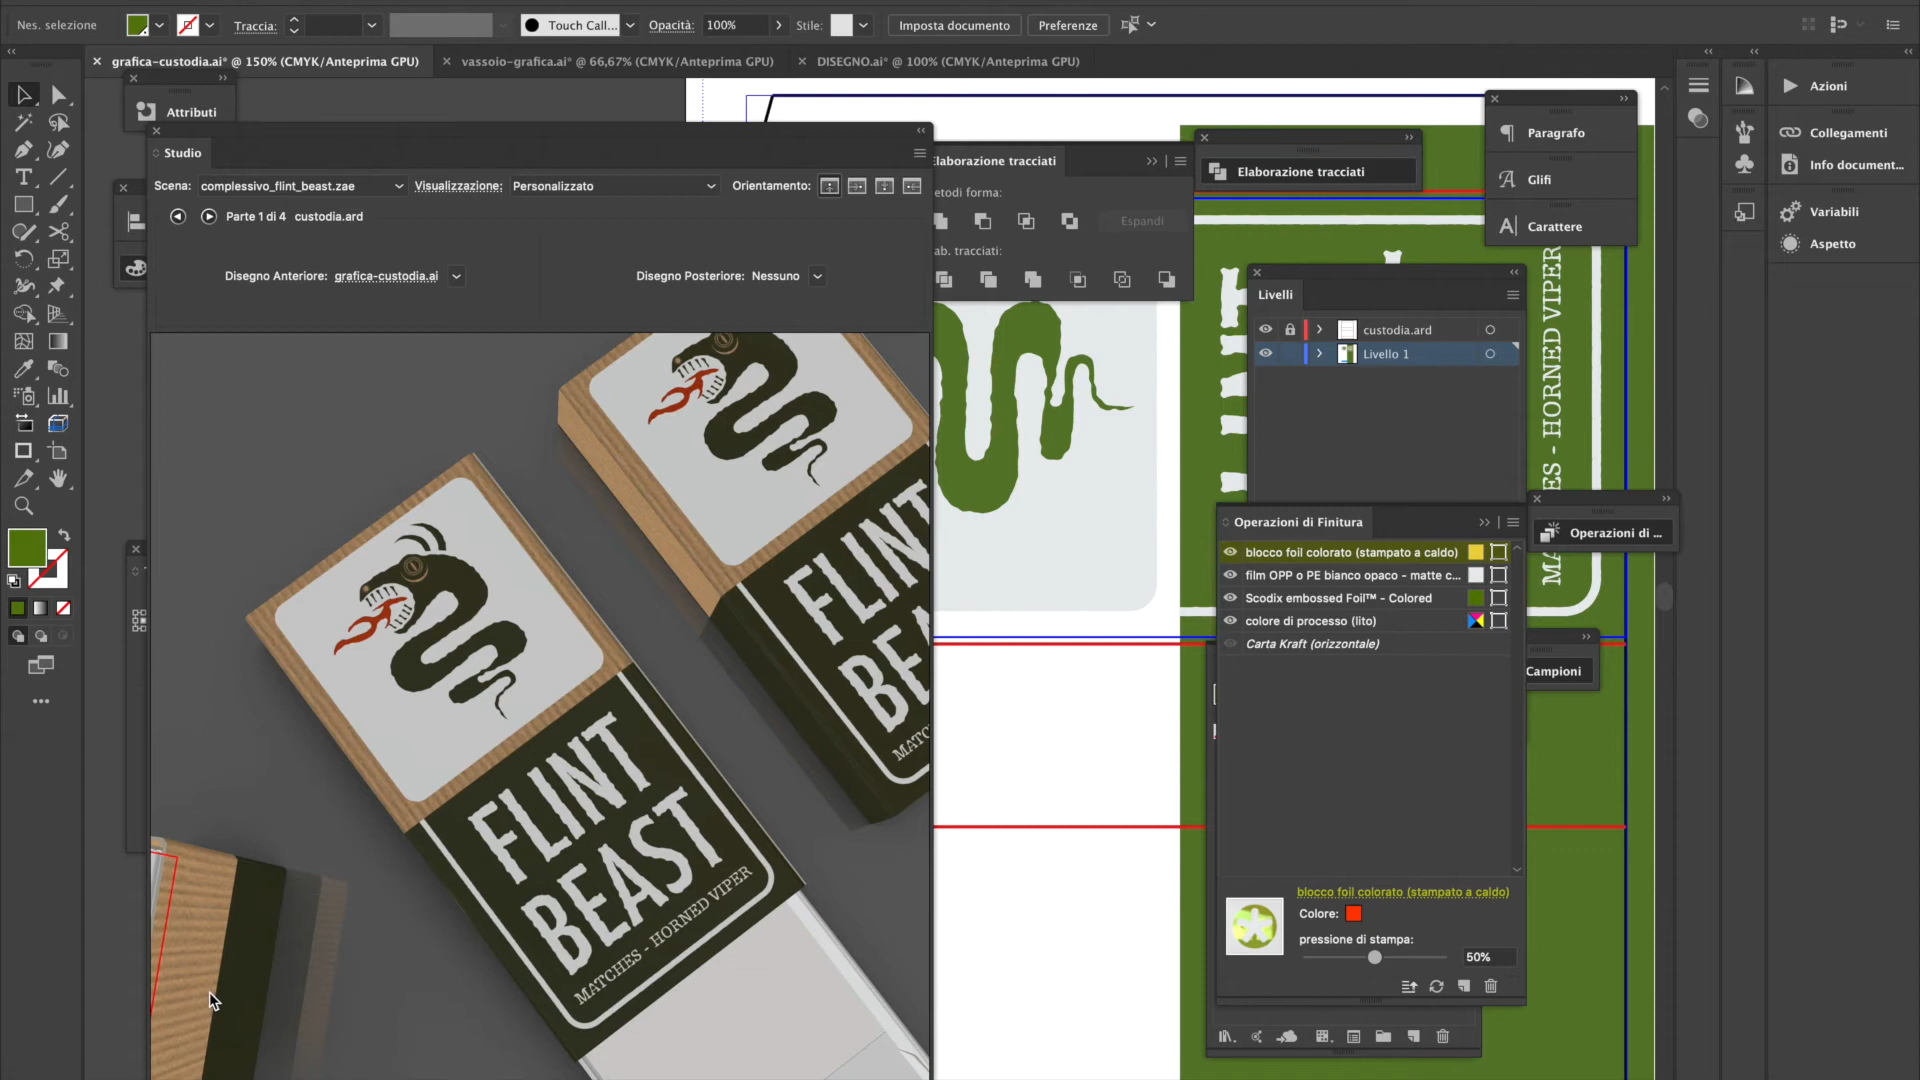 Nes. selezione
Traccia:
Touch Call...
Opacità: 100%
Stile:
Imposta documento
Preferenze
grafica-custodia.ai* @ 150% (CMYK/Anteprima GPU)
vassoio-grafica.ai* @ 66,67% (CMYK/Anteprima GPU)
DISEGNO.ai* @ 100% (CMYK/Anteprima GPU)
Attributi
Studio
Scena: complessivo_flint_beast.zae
Visualizzazione: Personalizzato
Orientamento:
Parte 1 di 4 custodia.ard
Disegno Anteriore: grafica-custodia.ai
Disegno Posteriore: Nessuno
Elaborazione tracciati
etodi forma:
Espandi
ab. tracciati:
Elaborazione tracciati
Paragrafo
Glifi
Carattere
Azioni
Collegamenti
Info document...
Variabili
Aspetto
Livelli
custodia.ard
Livello 1
Operazioni di Finitura
blocco foil colorato (stampato a caldo)
film OPP o PE bianco opaco - matte c...
Scodix embossed Foil™ - Colored
colore di processo (lito)
Carta Kraft (orizzontale)
Operazioni di ...
Campioni
blocco foil colorato (stampato a caldo)
Colore:
pressione di stampa:
50%
FLINT
BEAST
MATCHES - HORNED VIPER
FLINT
BEA
MATC
MATCHES - HORNED VIPER